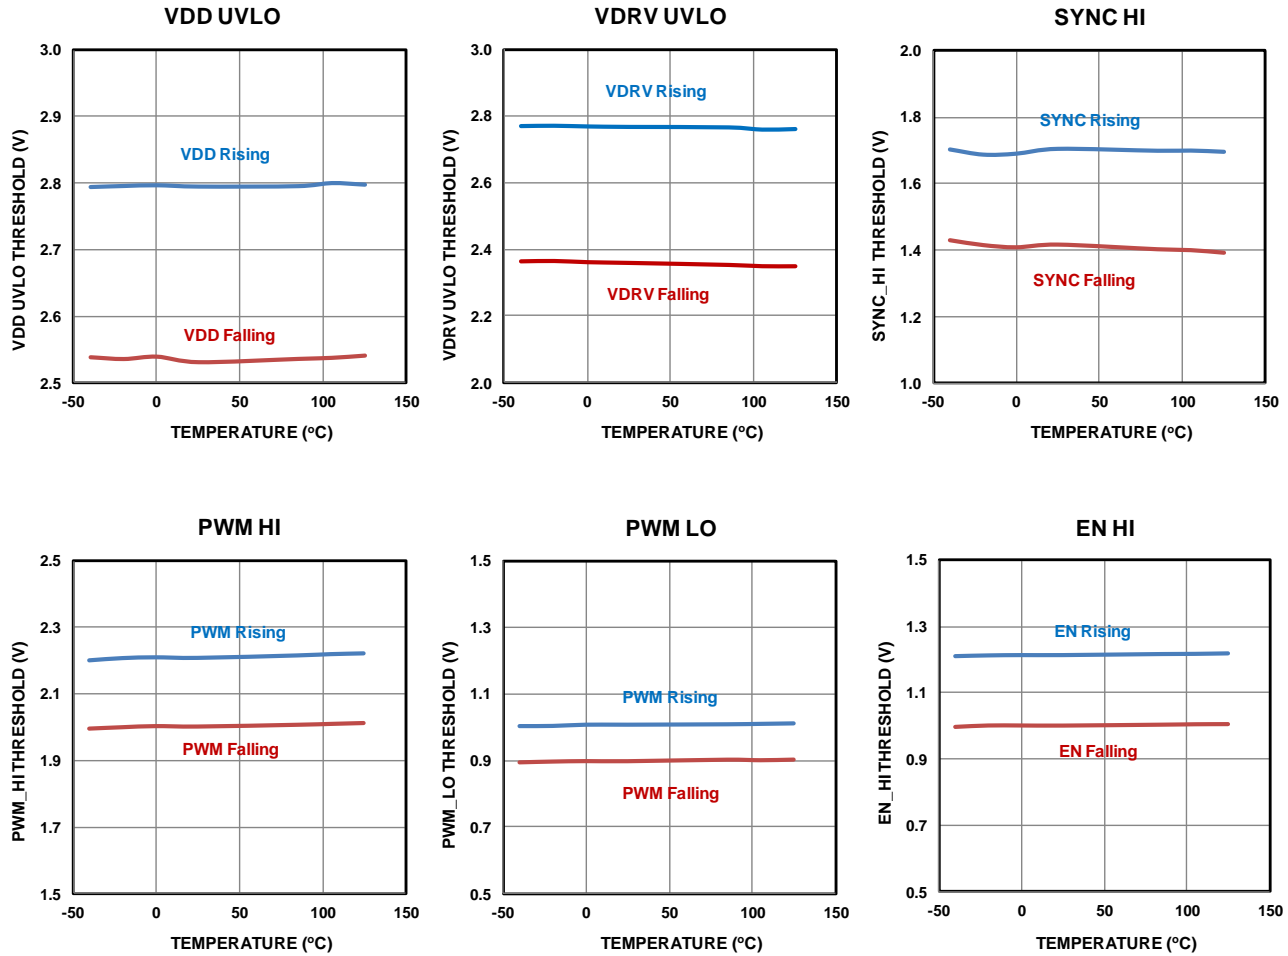 VDD UVLO
VDD UVLO THRESHOLD (V)
3.0
2.9
2.8
2.7
2.6
2.5
VDD Rising
VDD Falling
-50 0 50 100 150
TEMPERATURE (ºC)
VDRV UVLO
VDRV UVLO THRESHOLD (V)
3.0
2.8
2.6
2.4
2.2
2.0
VDRV Rising
VDRV Falling
-50 0 50 100 150
TEMPERATURE (ºC)
SYNC HI
SYNC_HI THRESHOLD (V)
2.0
1.8
1.6
1.4
1.2
1.0
SYNC Rising
SYNC Falling
-50 0 50 100 150
TEMPERATURE (ºC)
PWM HI
PWM_HI THRESHOLD (V)
2.5
2.3
2.1
1.9
1.7
1.5
PWM Rising
PWM Falling
-50 0 50 100 150
TEMPERATURE (ºC)
PWM LO
PWM_LO THRESHOLD (V)
1.5
1.3
1.1
0.9
0.7
0.5
PWM Rising
PWM Falling
-50 0 50 100 150
TEMPERATURE (ºC)
EN HI
EN_HI THRESHOLD (V)
1.5
1.3
1.1
0.9
0.7
0.5
EN Rising
EN Falling
-50 0 50 100 150
TEMPERATURE (ºC)